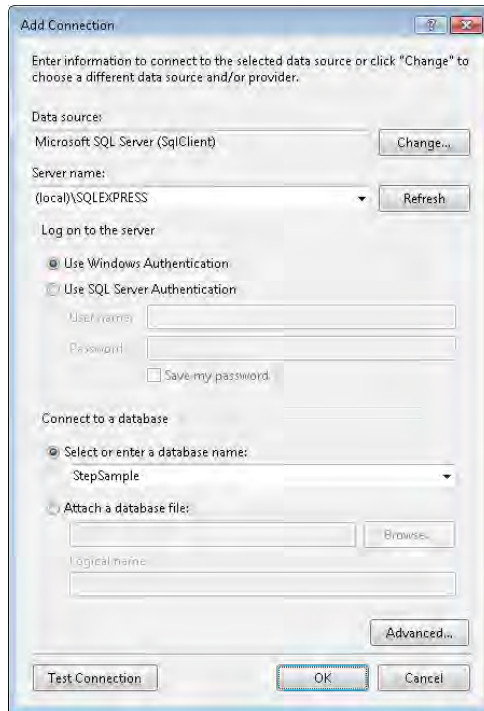 Add Connection
Enter information to connect to the selected data source or click "Change" to
choose a different data source and/or provider.
Data source:
Microsoft SQL Server (SqlClient)
Change...
Server name:
(local)\SQLEXPRESS
Refresh
Log on to the server
Use Windows Authentication
Use SQL Server Authentication
User name:
Password:
Save my password
Connect to a database
Select or enter a database name:
StepSample
Attach a database file:
Browse...
Logical name:
Advanced...
Test Connection
OK
Cancel